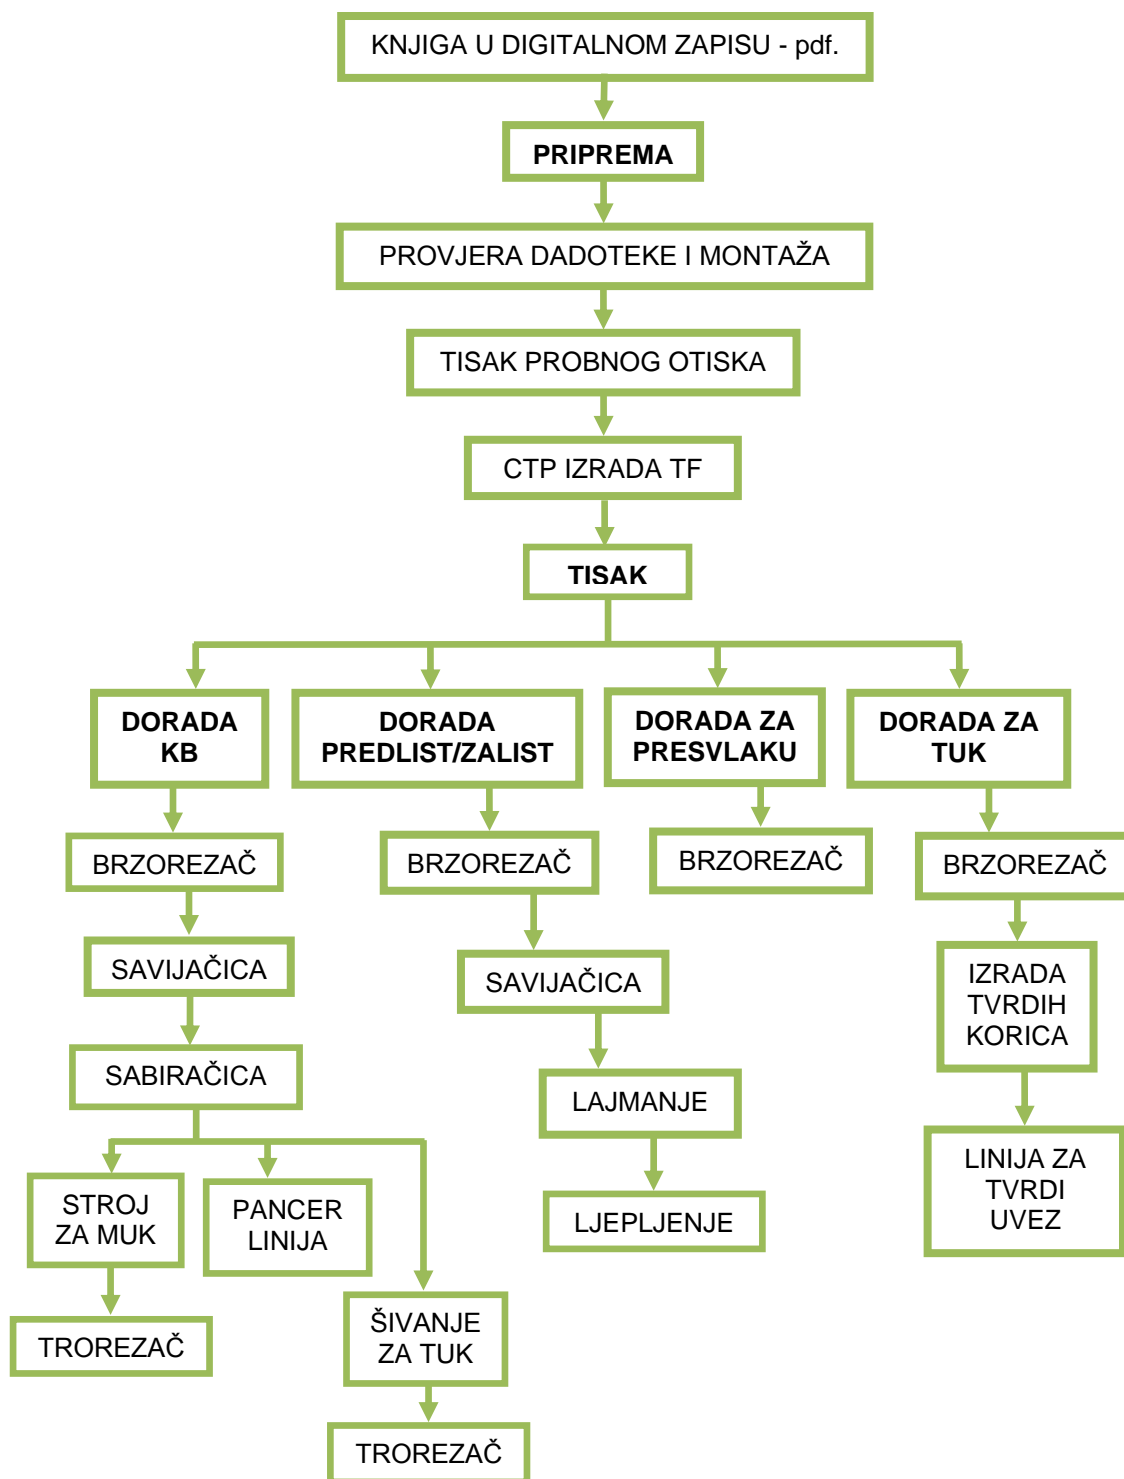 KNJIGA U DIGITALNOM ZAPISU - pdf.
PRIPREMA
PROVJERA DADOTEKE I MONTAŽA
TISAK PROBNOG OTISKA
CTP IZRADA TF
TISAK
DORADA
KB
DORADA
PREDLIST/ZALIST
DORADA ZA
PRESVLAKU
DORADA ZA
TUK
BRZOREZAČ
BRZOREZAČ
BRZOREZAČ
BRZOREZAČ
SAVIJAČICA
SAVIJAČICA
IZRADA
TVRDIH
KORICA
SABIRAČICA
LAJMANJE
STROJ
ZA MUK
PANCER
LINIJA
LJEPLJENJE
LINIJA ZA
TVRDI
UVEZ
TROREZAČ
ŠIVANJE
ZA TUK
TROREZAČ